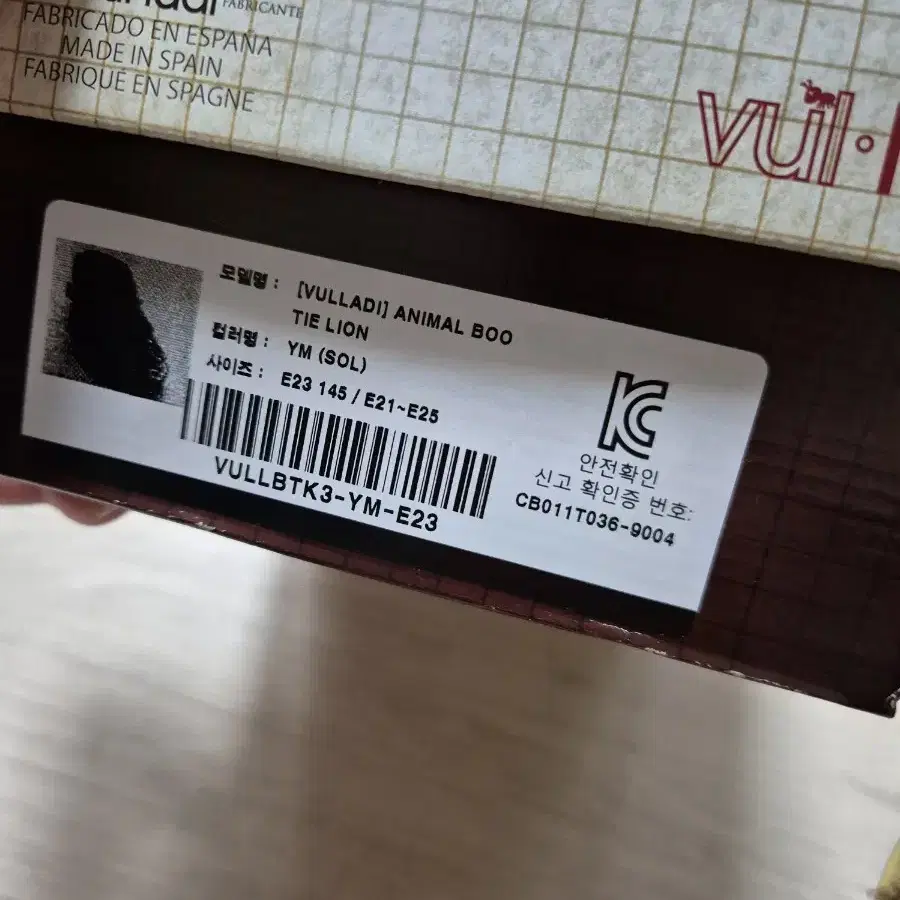 FABRICANTE
FABRICADO EN ESPAÑA
MADE IN SPAIN
FABRIQUÉ EN ESPAGNE
vul·
모델명 : [VULLADI] ANIMAL BOO
TIE LION
컬러명 : YM (SOL)
사이즈 : E23 145 / E21~E25
VULLBTK3-YM-E23
안전확인
신고 확인증 번호:
CB011T036-9004